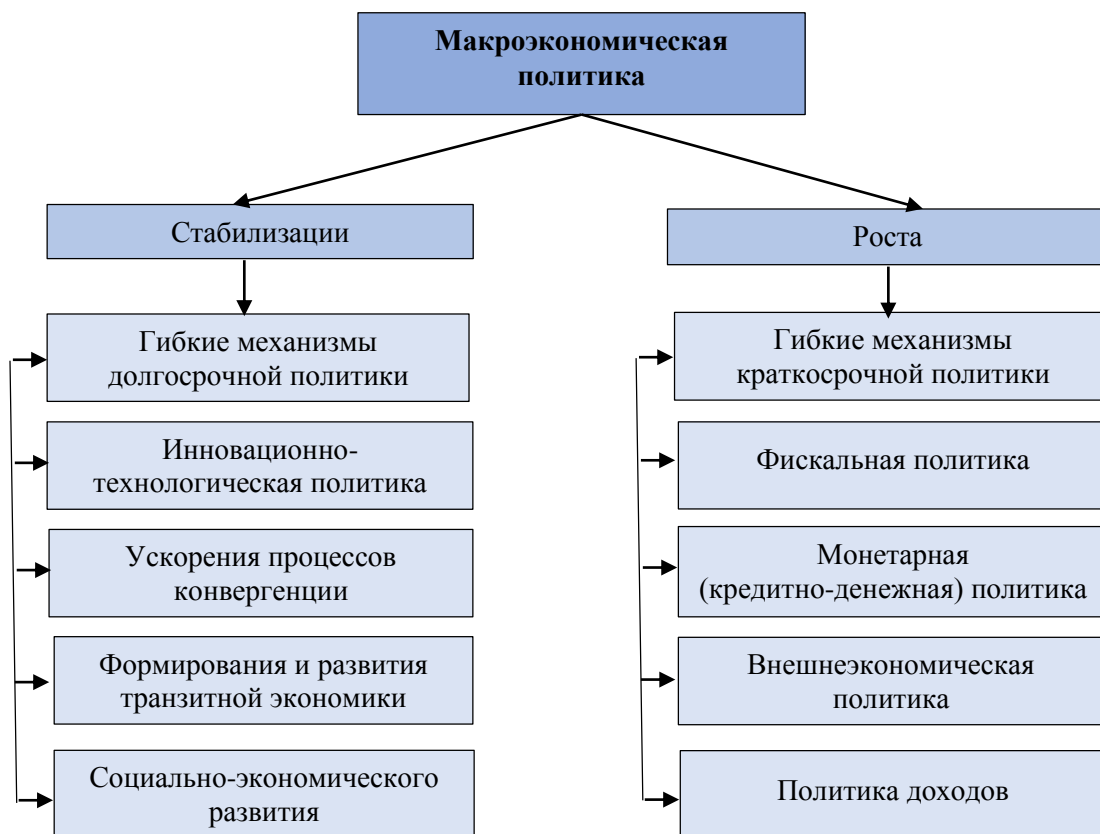 Макроэкономическая
политика
Стабилизации
Роста
Гибкие механизмы
долгосрочной политики
Гибкие механизмы
краткосрочной политики
Инновационно-
технологическая политика
Фискальная политика
Ускорения процессов
конвергенции
Монетарная
(кредитно-денежная) политика
Формирования и развития
транзитной экономики
Внешнеэкономическая
политика
Социально-экономического
развития
Политика доходов